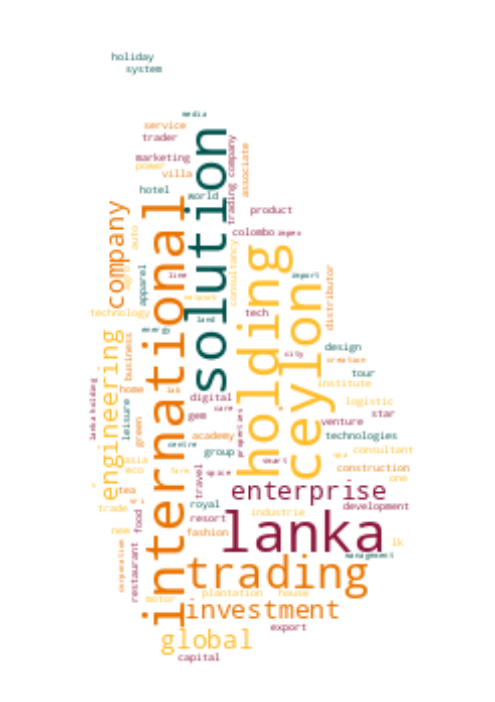 holiday
system
media
service
trader
solution
trading company
associate
marketing
power
villa
hotel
world
international
company
product
colombo
impex
auto
agro
apparel
line
consultancy
holding
import
distributor
ceylon
network
technology
land
tech
energy
engineering
business
city
design
creation
tour
institute
home
lanka holding
leisure
digital
care
gem
properties
logistic
star
venture
green
academy
technologies
centre
group
consultant
spa
asia
eco
farm
travel
spice
smart
construction
one
tea
enterprise
trade
sri
royal
resort
industrie
development
food
new
fashion
lanka
lk
management
corporation
restaurant
trading
motor
plantation
house
investment
global
export
capital